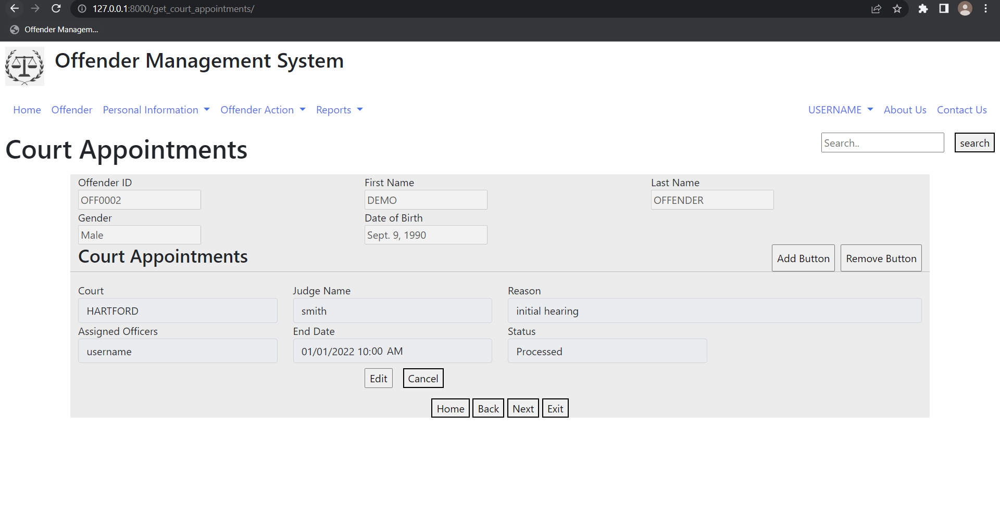 127.0.0.1:8000/get_court_appointments/
Offender Managem...
Offender Management System
Home Offender Personal Information Offender Action Reports USERNAME About Us Contact Us
Court Appointments
Search.. search
Offender ID First Name Last Name
OFF0002 DEMO OFFENDER
Gender Date of Birth
Male Sept. 9, 1990
Court Appointments Add Button Remove Button
Court Judge Name Reason
HARTFORD smith initial hearing
Assigned Officers End Date Status
username 01/01/2022 10:00 AM Processed
Edit Cancel
Home Back Next Exit